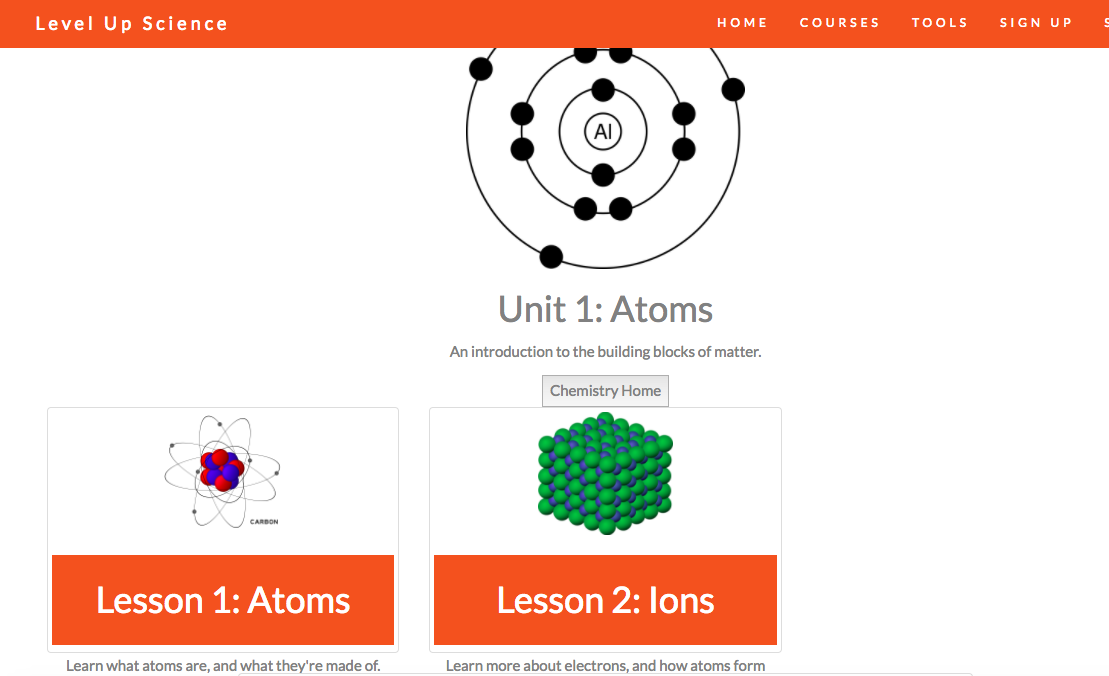 Level Up Science
HOME COURSES TOOLS SIGN UP
Al
Unit 1: Atoms
An introduction to the building blocks of matter.
Chemistry Home
CARBON
Lesson 1: Atoms
Lesson 2: Ions
Learn what atoms are, and what they're made of.
Learn more about electrons, and how atoms form